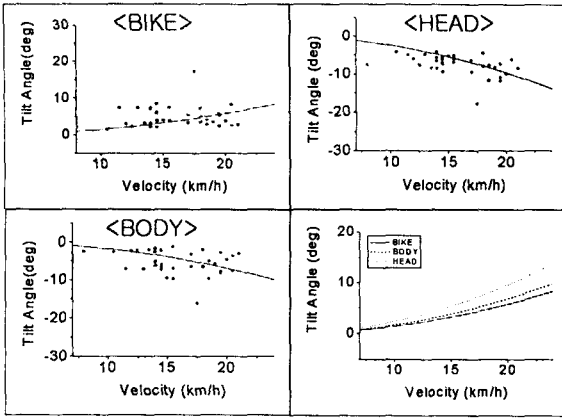 <BIKE>
Tilt Angle(deg)
30
20
10
0
-10
10
15
20
Velocity (km/h)
<HEAD>
Tilt Angle (deg)
0
-10
-20
-30
10
15
20
Velocity (km/h)
<BODY>
Tilt Angle(deg)
0
-10
-20
-30
10
15
20
Velocity (km/h)
BIKE
BODY
HEAD
Tilt Angle (deg)
20
10
0
10
15
20
Velocity (km/h)